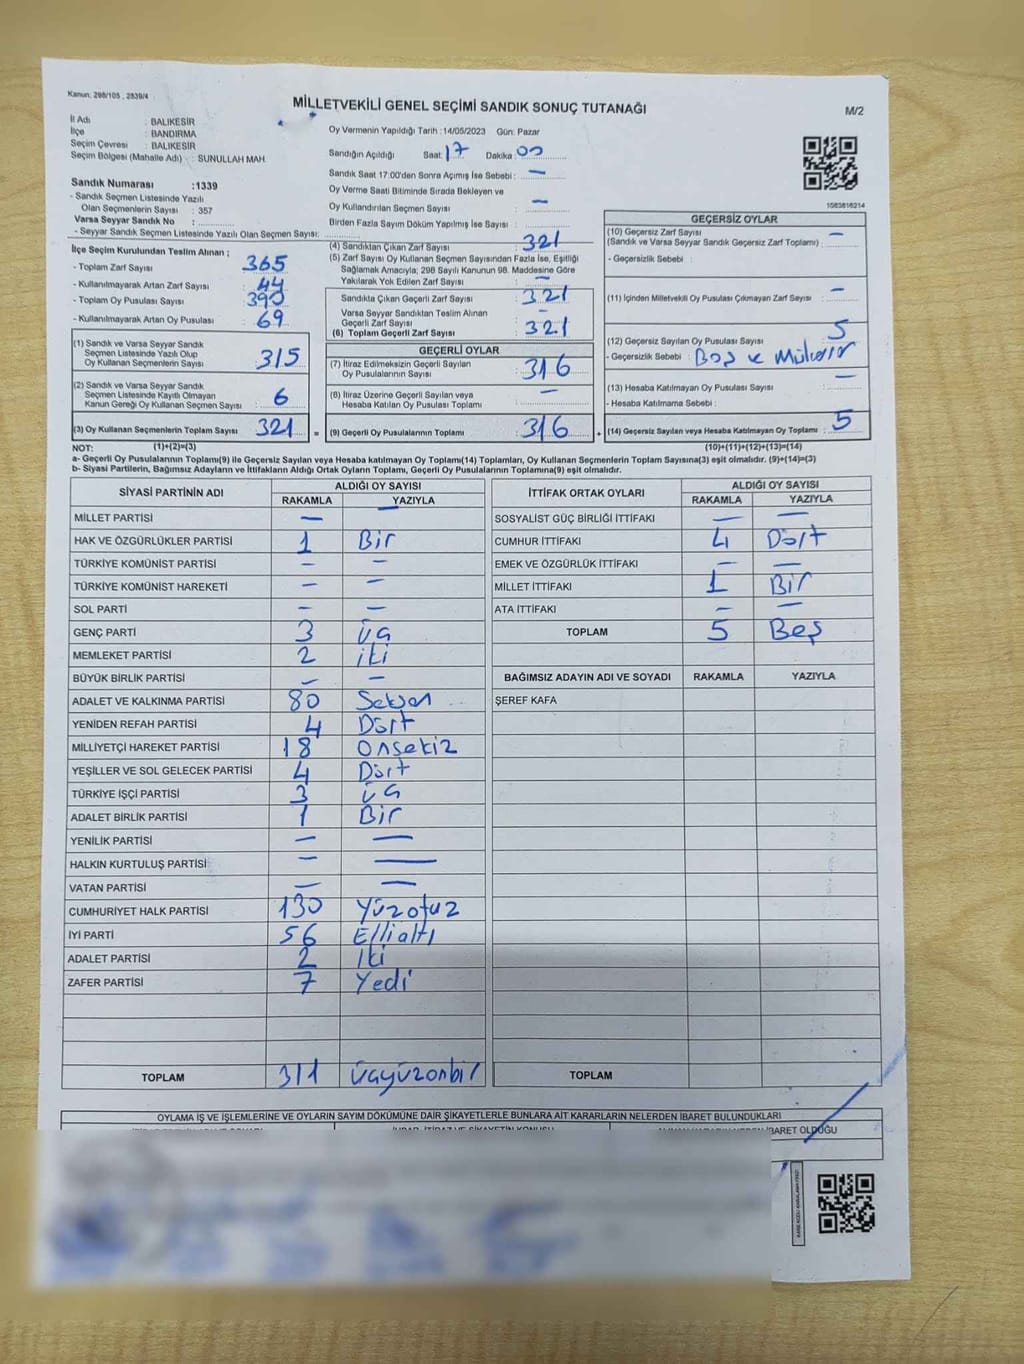 Kanun: 298/105 , 2839/4
MİLLETVEKİLİ GENEL SEÇİMİ SANDIK SONUÇ TUTANAĞI
M/2
İl Adı : BALIKESİR
İlçe : BANDIRMA
Seçim Çevresi : BALIKESİR
Seçim Bölgesi (Mahalle Adı) : SUNULLAH MAH.
Oy Vermenin Yapıldığı Tarih : 14/05/2023 Gün: Pazar
Sandığın Açıldığı Saat: 17 Dakika: 00
Sandık Saat 17:00'den Sonra Açımış İse Sebebi : —
Oy Verme Saati Bitiminde Sırada Bekleyen ve
Oy Kullandırılan Seçmen Sayısı : —
Birden Fazla Sayım Döküm Yapılmış İse Sayısı :
Sandık Numarası :1339
- Sandık Seçmen Listesinde Yazılı
Olan Seçmenlerin Sayısı : 357
Varsa Seyyar Sandık No :
- Seyyar Sandık Seçmen Listesinde Yazılı Olan Seçmen Sayısı:
1583816214
İlçe Seçim Kurulundan Teslim Alınan ;
- Toplam Zarf Sayısı : 365
- Kullanılmayarak Artan Zarf Sayısı : 44
- Toplam Oy Pusulası Sayısı : 390
- Kullanılmayarak Artan Oy Pusulası : 69
(1) Sandık ve Varsa Seyyar Sandık
Seçmen Listesinde Yazılı Olup
Oy Kullanan Seçmenlerin Sayısı : 315
(2) Sandık ve Varsa Seyyar Sandık
Seçmen Listesinde Kayıtlı Olmayan
Kanun Gereği Oy Kullanan Seçmen Sayısı : 6
(3) Oy Kullanan Seçmenlerin Toplam Sayısı : 321
(4) Sandıktan Çıkan Zarf Sayısı : 321
(5) Zarf Sayısı Oy Kullanan Seçmen Sayısından Fazla İse, Eşitliği
Sağlamak Amacıyla; 298 Sayılı Kanunun 98. Maddesine Göre
Yakılarak Yok Edilen Zarf Sayısı : —
Sandıkta Çıkan Geçerli Zarf Sayısı : 321
Varsa Seyyar Sandıktan Teslim Alınan
Geçerli Zarf Sayısı : —
(6) Toplam Geçerli Zarf Sayısı : 321
GEÇERLİ OYLAR
(7) İtiraz Edilmeksizin Geçerli Sayılan
Oy Pusulalarının Sayısı : 316
(8) İtiraz Üzerine Geçerli Sayılan veya
Hesaba Katılan Oy Pusulası Toplamı : —
= (9) Geçerli Oy Pusulalarının Toplamı : 316
GEÇERSİZ OYLAR
(10) Geçersiz Zarf Sayısı
(Sandık ve Varsa Seyyar Sandık Geçersiz Zarf Toplamı) : —
- Geçersizlik Sebebi :
(11) İçinden Milletvekili Oy Pusulası Çıkmayan Zarf Sayısı : —
(12) Geçersiz Sayılan Oy Pusulası Sayısı : 5
- Geçersizlik Sebebi : Boş ve Mühür
(13) Hesaba Katılmayan Oy Pusulası Sayısı : —
- Hesaba Katılmama Sebebi :
+ (14) Geçersiz Sayılan veya Hesaba Katılmayan Oy Toplamı : 5
NOT: (1)+(2)=(3) (10)+(11)+(12)+(13)=(14)
a- Geçerli Oy Pusulalarının Toplamı(9) ile Geçersiz Sayılan veya Hesaba katılmayan Oy Toplamı(14) Toplamları, Oy Kullanan Seçmenlerin Toplam Sayısına(3) eşit olmalıdır. (9)+(14)=(3)
b- Siyasi Partilerin, Bağımsız Adayların ve İttifakların Aldığı Ortak Oyların Toplamı, Geçerli Oy Pusulalarının Toplamına(9) eşit olmalıdır.
SİYASİ PARTİNİN ADI ALDIĞI OY SAYISI
RAKAMLA YAZIYLA
MİLLET PARTİSİ — —
HAK VE ÖZGÜRLÜKLER PARTİSİ 1 Bir
TÜRKİYE KOMÜNİST PARTİSİ — —
TÜRKİYE KOMÜNİST HAREKETİ — —
SOL PARTİ — —
GENÇ PARTİ 3 üç
MEMLEKET PARTİSİ 2 iki
BÜYÜK BİRLİK PARTİSİ — —
ADALET VE KALKINMA PARTİSİ 80 Seksen
YENİDEN REFAH PARTİSİ 4 Dört
MİLLİYETÇİ HAREKET PARTİSİ 18 Onsekiz
YEŞİLLER VE SOL GELECEK PARTİSİ 4 Dört
TÜRKİYE İŞÇİ PARTİSİ 3 üç
ADALET BİRLİK PARTİSİ 1 Bir
YENİLİK PARTİSİ — —
HALKIN KURTULUŞ PARTİSİ — —
VATAN PARTİSİ — —
CUMHURİYET HALK PARTİSİ 130 Yüzotuz
İYİ PARTİ 56 Ellialtı
ADALET PARTİSİ 2 İki
ZAFER PARTİSİ 7 Yedi
TOPLAM 311 üçyüzonbir
İTTİFAK ORTAK OYLARI ALDIĞI OY SAYISI
RAKAMLA YAZIYLA
SOSYALİST GÜÇ BİRLİĞİ İTTİFAKI — —
CUMHUR İTTİFAKI 4 Dört
EMEK VE ÖZGÜRLÜK İTTİFAKI — —
MİLLET İTTİFAKI 1 Bir
ATA İTTİFAKI — —
TOPLAM 5 Beş
BAĞIMSIZ ADAYIN ADI VE SOYADI RAKAMLA YAZIYLA
ŞEREF KAFA
TOPLAM
OYLAMA İŞ VE İŞLEMLERİNE VE OYLARIN SAYIM DÖKÜMÜNE DAİR ŞİKAYETLERLE BUNLARA AİT KARARLARIN NELERDEN İBARET BULUNDUKLARI
İBARET OLDUĞU